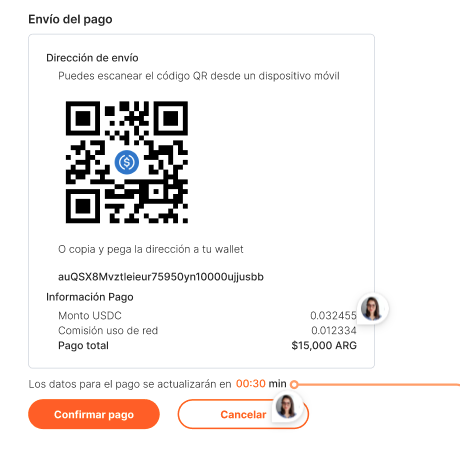 Envío del pago
Dirección de envío
Puedes escanear el código QR desde un dispositivo móvil
O copia y pega la dirección a tu wallet
auQSX8Mvztleieur75950yn10000ujjusbb
Información Pago
Monto USDC 0.032455
Comisión uso de red 0.012334
Pago total $15,000 ARG
Los datos para el pago se actualizarán en 00:30 min
Confirmar pago
Cancelar